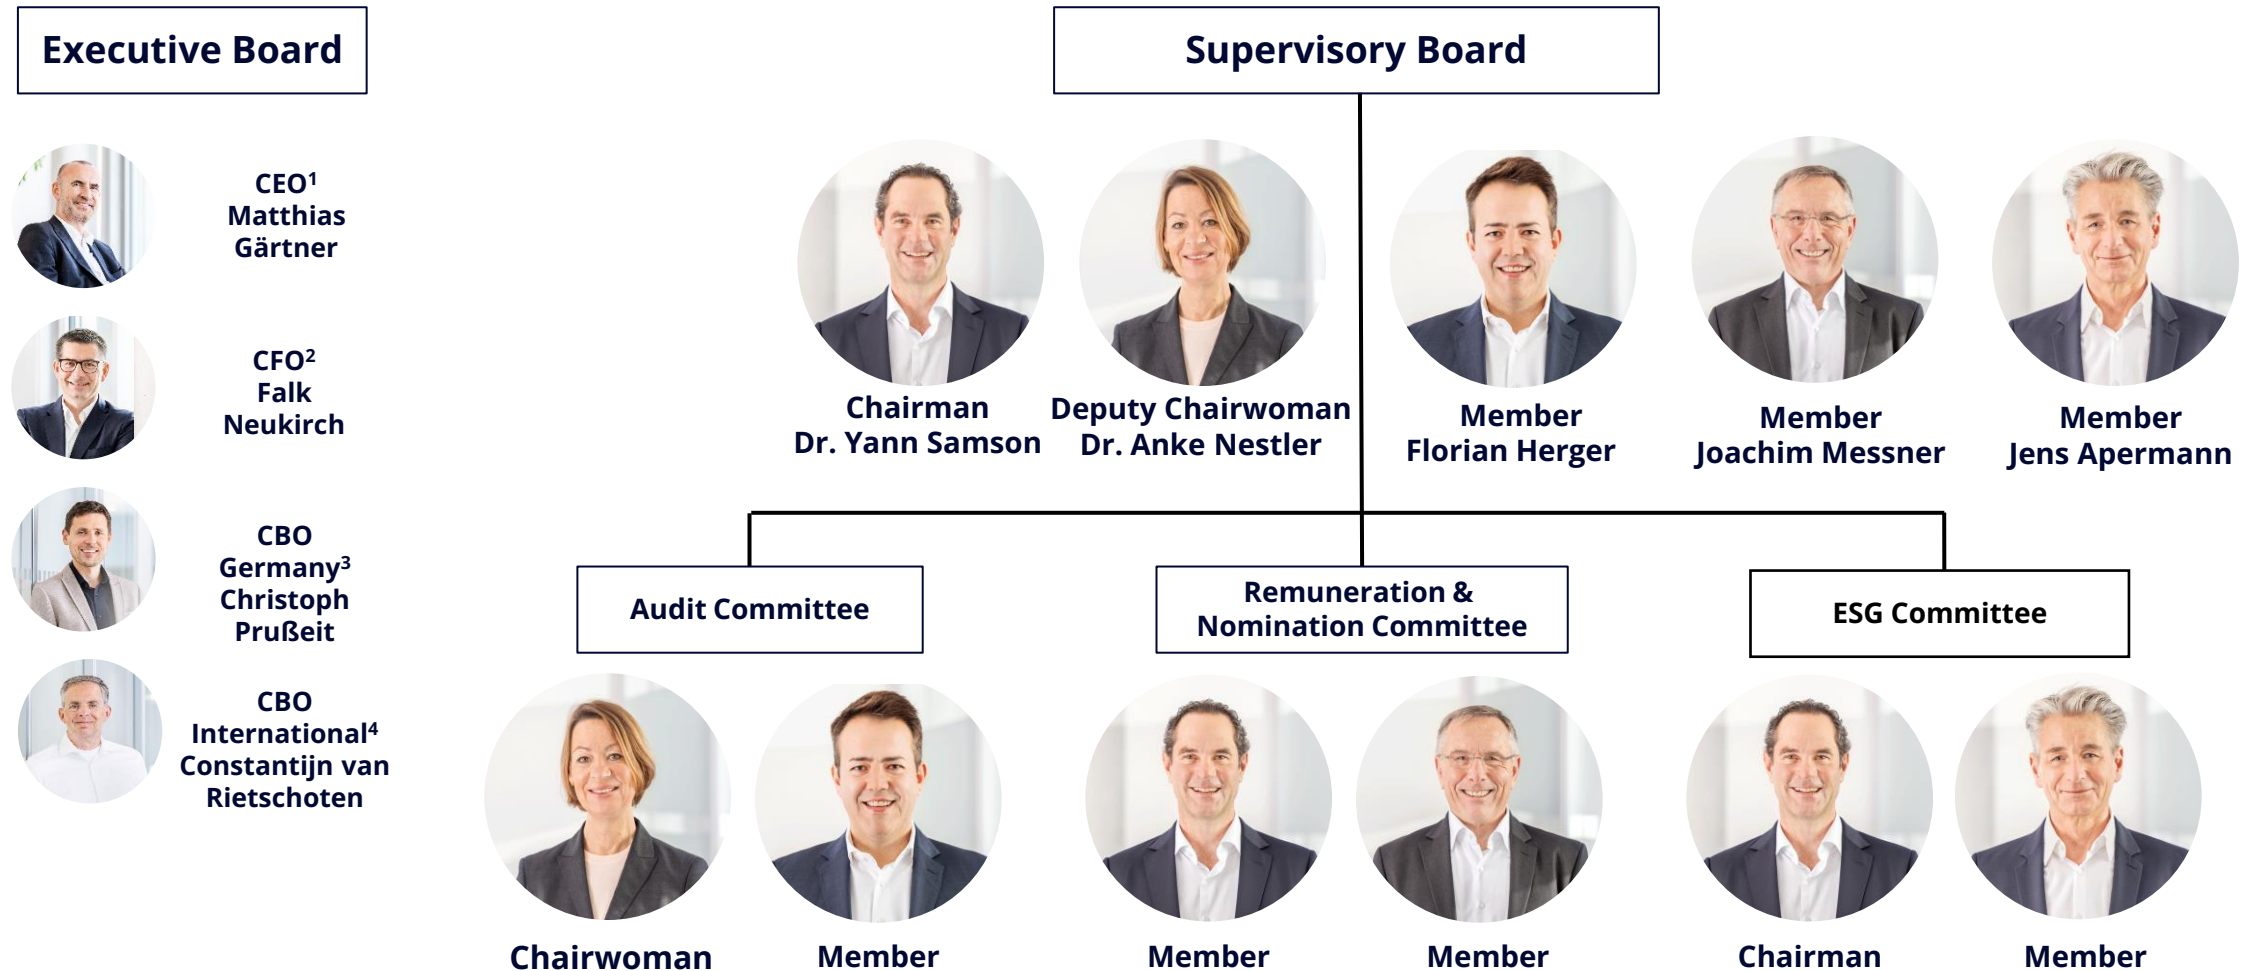 Executive Board
CEO¹
Matthias
Gärtner
CFO²
Falk
Neukirch
CBO
Germany³
Christoph
Prußeit
CBO
International⁴
Constantijn van
Rietschoten
Supervisory Board
Chairman
Dr. Yann Samson
Deputy Chairwoman
Dr. Anke Nestler
Member
Florian Herger
Member
Joachim Messner
Member
Jens Apermann
Audit Committee
Chairwoman
Member
Remuneration &
Nomination Committee
Member
Member
ESG Committee
Chairman
Member